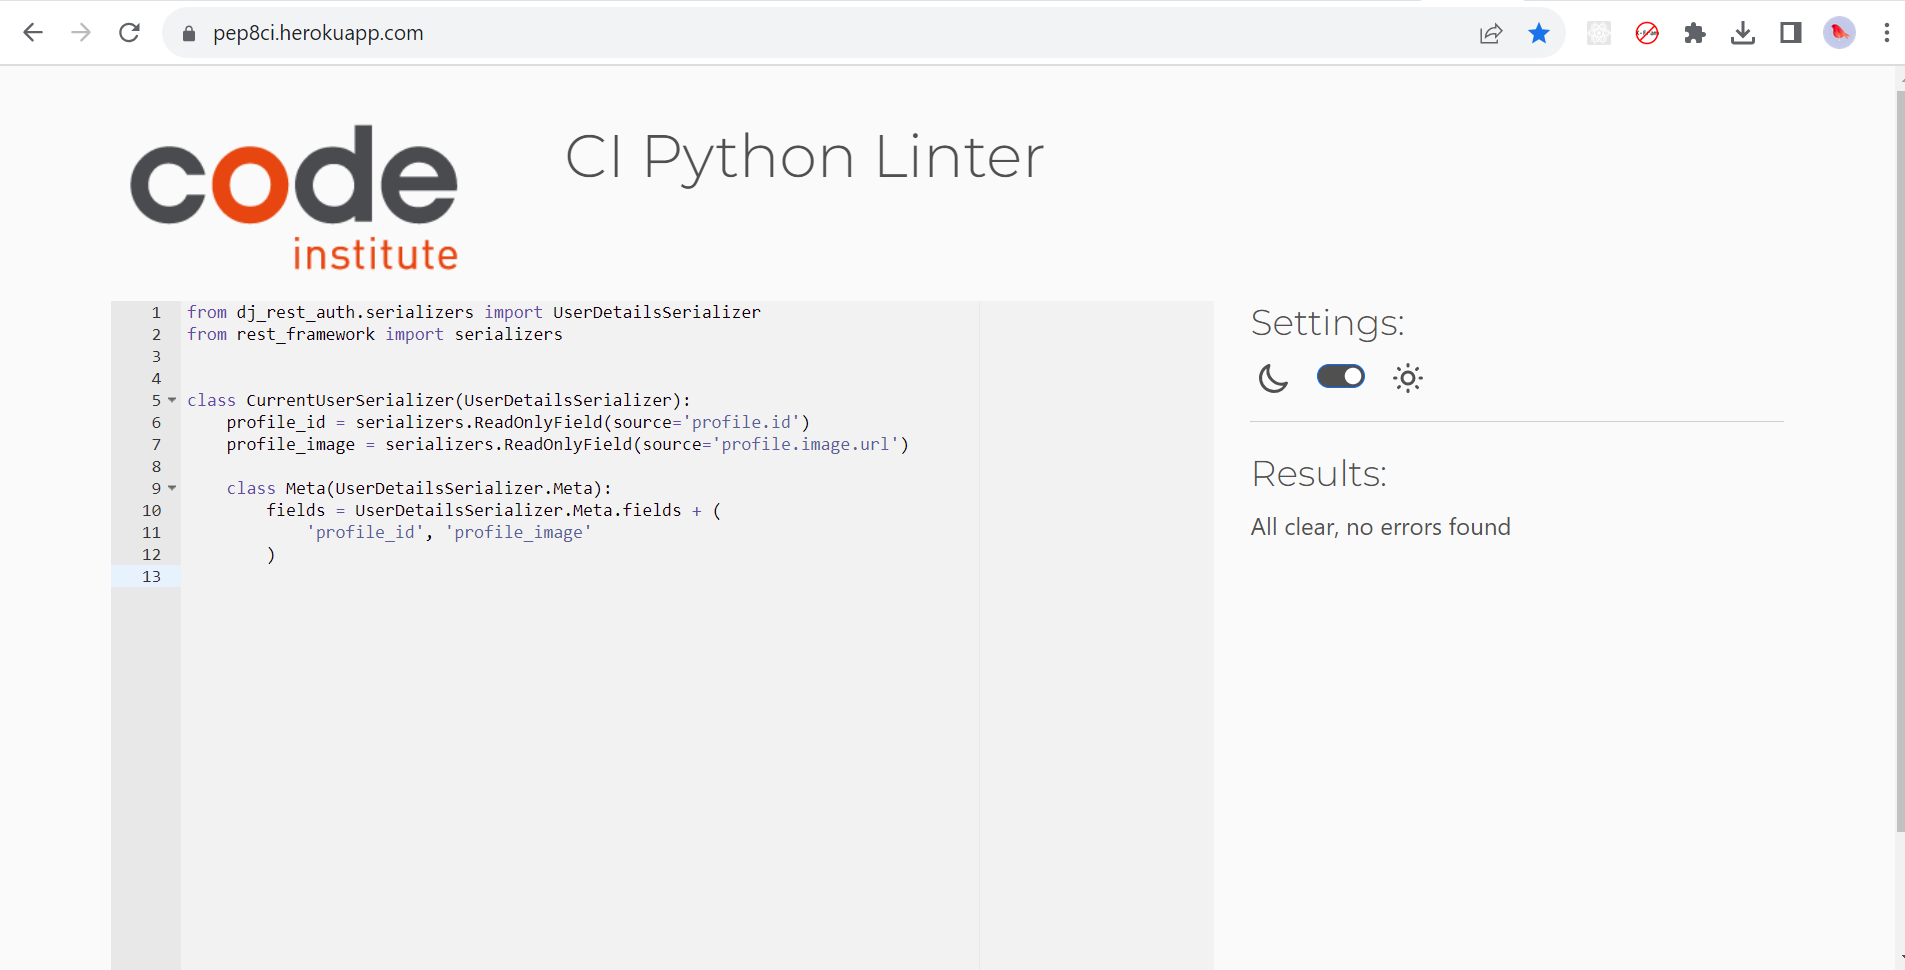 pep8ci.herokuapp.com
code
institute
CI Python Linter
1 from dj_rest_auth.serializers import UserDetailsSerializer
2 from rest_framework import serializers
3
4
5 class CurrentUserSerializer(UserDetailsSerializer):
6     profile_id = serializers.ReadOnlyField(source='profile.id')
7     profile_image = serializers.ReadOnlyField(source='profile.image.url')
8
9     class Meta(UserDetailsSerializer.Meta):
10         fields = UserDetailsSerializer.Meta.fields + (
11             'profile_id', 'profile_image'
12         )
13
Settings:
Results:
All clear, no errors found